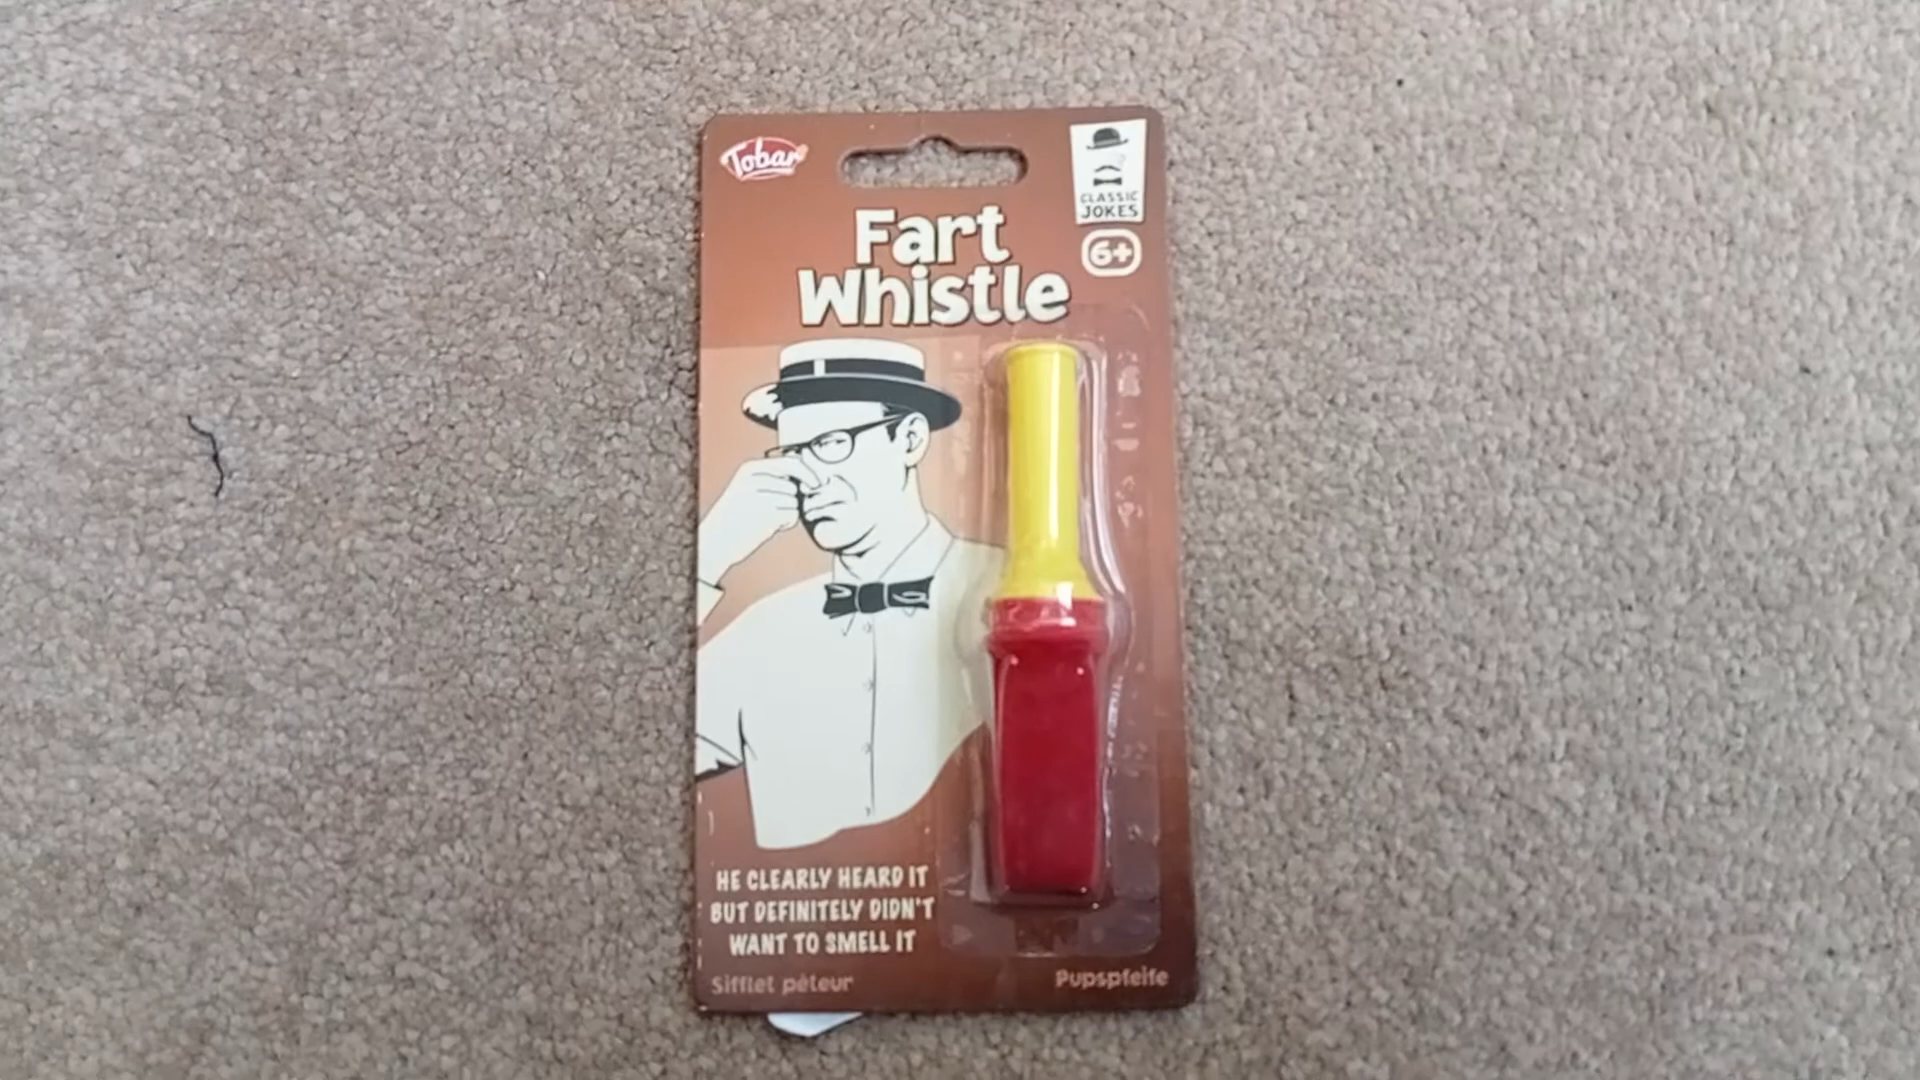 Tobar
CLASSIC
JOKES
6+
Fart
Whistle
HE CLEARLY HEARD IT
BUT DEFINITELY DIDN'T
WANT TO SMELL IT
Sifflet péteur
Pupspfeife